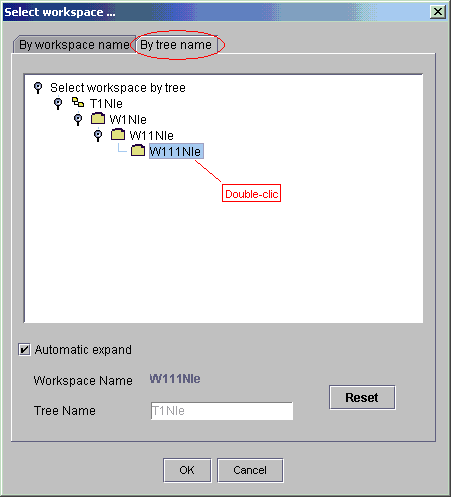 Select workspace ...
By workspace name
By tree name
Select workspace by tree
T1Nle
W1Nle
W11Nle
W111Nle
Double-clic
Automatic expand
Workspace Name W111Nle
Tree Name T1Nle
Reset
OK
Cancel